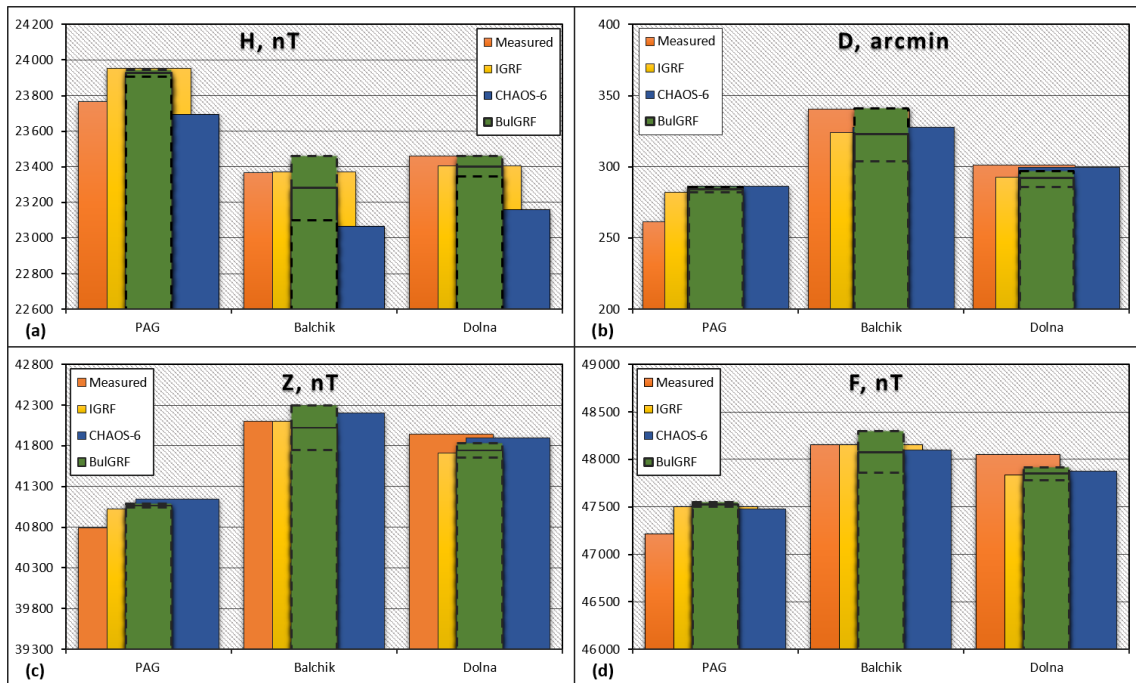 H, nT
24200
24000
23800
23600
23400
23200
23000
22800
22600
Measured
IGRF
CHAOS-6
BulGRF
(a)
PAG Balchik Dolna
D, arcmin
400
350
300
250
200
Measured
IGRF
CHAOS-6
BulGRF
(b)
PAG Balchik Dolna
Z, nT
42800
42300
41800
41300
40800
40300
39800
39300
Measured
IGRF
CHAOS-6
BulGRF
(c)
PAG Balchik Dolna
F, nT
49000
48500
48000
47500
47000
46500
46000
Measured
IGRF
CHAOS-6
BulGRF
(d)
PAG Balchik Dolna